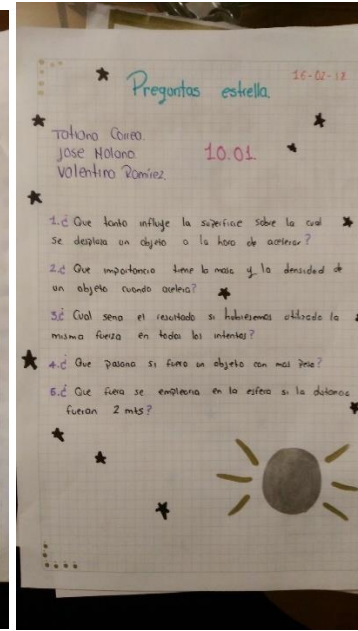 16-02-18
Preguntas estrella.
Tatiana Correa.
Jose Molano
Valentina Ramirez.
10.01.
1.¿ Que tanto influye la superficie sobre la cual
se desplaza un objeto a la hora de acelerar?
2.¿ Que importancia tiene la masa y la densidad de
un objeto cuando acelera?
3.¿ Cual seria el resultado si hubiesemos utilizado la
misma fuerza en todos los intentos?
4.¿ Que pasaria si fuera un objeto con mas peso?
5.¿ Que fuerza se emplearia en la esfera si la distancia
fueran 2 mts?